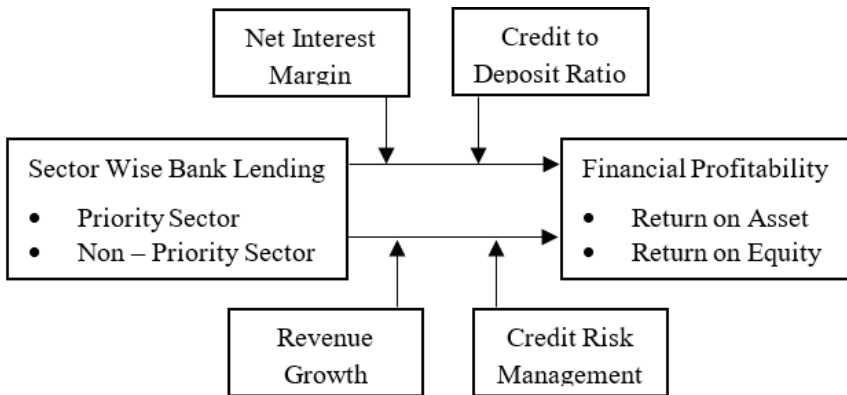 Net Interest
Margin
Credit to
Deposit Ratio
Sector Wise Bank Lending
• Priority Sector
• Non – Priority Sector
Financial Profitability
• Return on Asset
• Return on Equity
Revenue
Growth
Credit Risk
Management